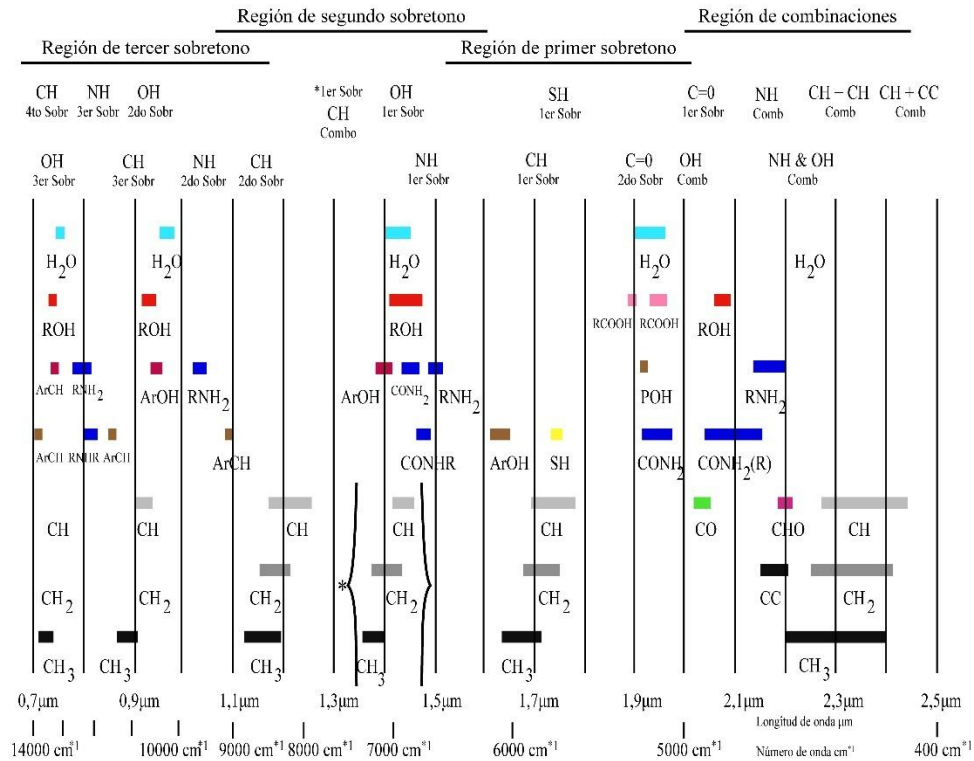 Región de segundo sobretono
Región de combinaciones
Región de tercer sobretono
Región de primer sobretono
CH
4to Sobr
NH
3er Sobr
OH
2do Sobr
*1er Sobr
CH
Combo
OH
1er Sobr
SH
1er Sobr
C=0
1er Sobr
NH
Comb
CH – CH
Comb
CH + CC
Comb
OH
3er Sobr
CH
3er Sobr
NH
2do Sobr
CH
2do Sobr
NH
1er Sobr
CH
1er Sobr
C=0
2do Sobr
OH
Comb
NH & OH
Comb
H2O H2O H2O H2O H2O
ROH ROH ROH RCOOH RCOOH ROH
ArCH RNH2 ArOH RNH2 ArOH CONH2 RNH2 POH RNH2
ArCH RNHR ArCH ArCH CONHR ArOH SH CONH2 CONH2(R)
CH CH CH CH CH CO CHO CH
CH2 CH2 CH2 * CH2 CH2 CC CH2
CH3 CH3 CH3 CH3 CH3 CH3
0,7µm 0,9µm 1,1µm 1,3µm 1,5µm 1,7µm 1,9µm 2,1µm 2,3µm 2,5µm
Longitud de onda µm
14000 cm*1 10000 cm*1 9000 cm*1 8000 cm*1 7000 cm*1 6000 cm*1 5000 cm*1 Número de onda cm*1 400 cm*1